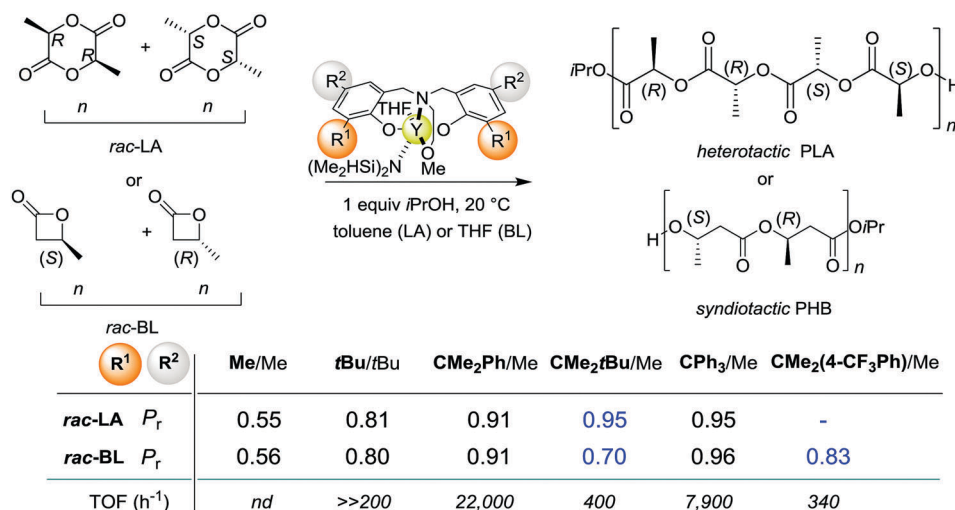 O
O
R
R
O
O
+
O
O
S
S
O
O
n
n
rac-LA
or
O
O
(S)
n
+
O
O
(R)
n
rac-BL
R²
R²
THF
N
R¹
O
Y
O
R¹
(Me₂HSi)₂N
O
Me
1 equiv iPrOH, 20 °C
toluene (LA) or THF (BL)
iPrO
O
(R)
O
O
(R)
O
(S)
O
O
(S)
O
O
H
n
heterotactic PLA
or
H
O
(S)
O
O
(R)
O
OiPr
n
syndiotactic PHB
R¹ R² Me/Me tBu/tBu CMe₂Ph/Me CMe₂tBu/Me CPh₃/Me CMe₂(4-CF₃Ph)/Me
rac-LA Pr 0.55 0.81 0.91 0.95 0.95 -
rac-BL Pr 0.56 0.80 0.91 0.70 0.96 0.83
TOF (h⁻¹) nd >>200 22,000 400 7,900 340